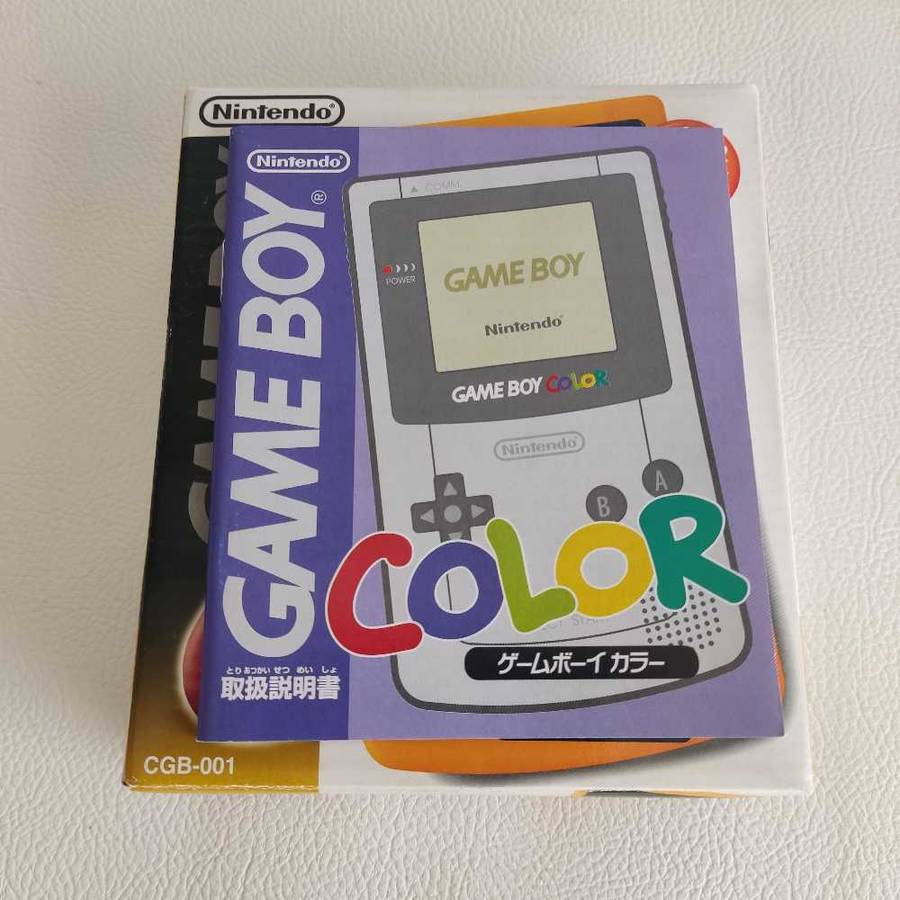 Nintendo®
Nintendo®
GAME BOY®
COMM.
POWER
GAME BOY
Nintendo®
GAME BOY COLOR
Nintendo®
B A
COLOR
START
ゲームボーイ カラー
とりあつかい せつ めい しょ
取扱説明書
CGB-001